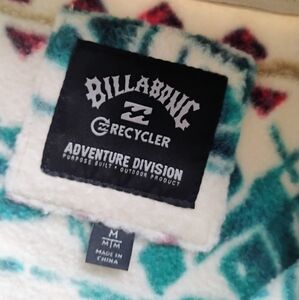 BILLABONG
RECYCLER
ADVENTURE DIVISION
PURPOSE BUILT • OUTDOOR PRODUCT
M
M M
MADE IN
CHINA